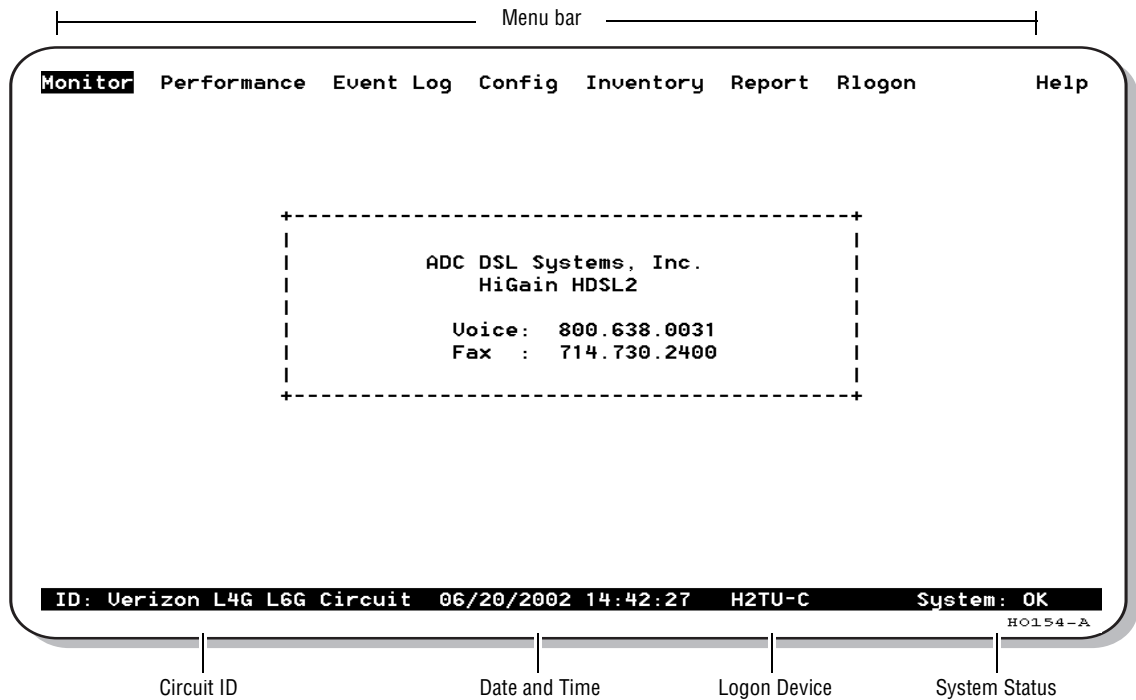 Menu bar
Monitor Performance Event Log Config Inventory Report Rlogon Help
ADC DSL Systems, Inc.
HiGain HDSL2
Voice: 800.638.0031
Fax : 714.730.2400
ID: Verizon L4G L6G Circuit 06/20/2002 14:42:27 H2TU-C System: OK
HO154-A
Circuit ID Date and Time Logon Device System Status